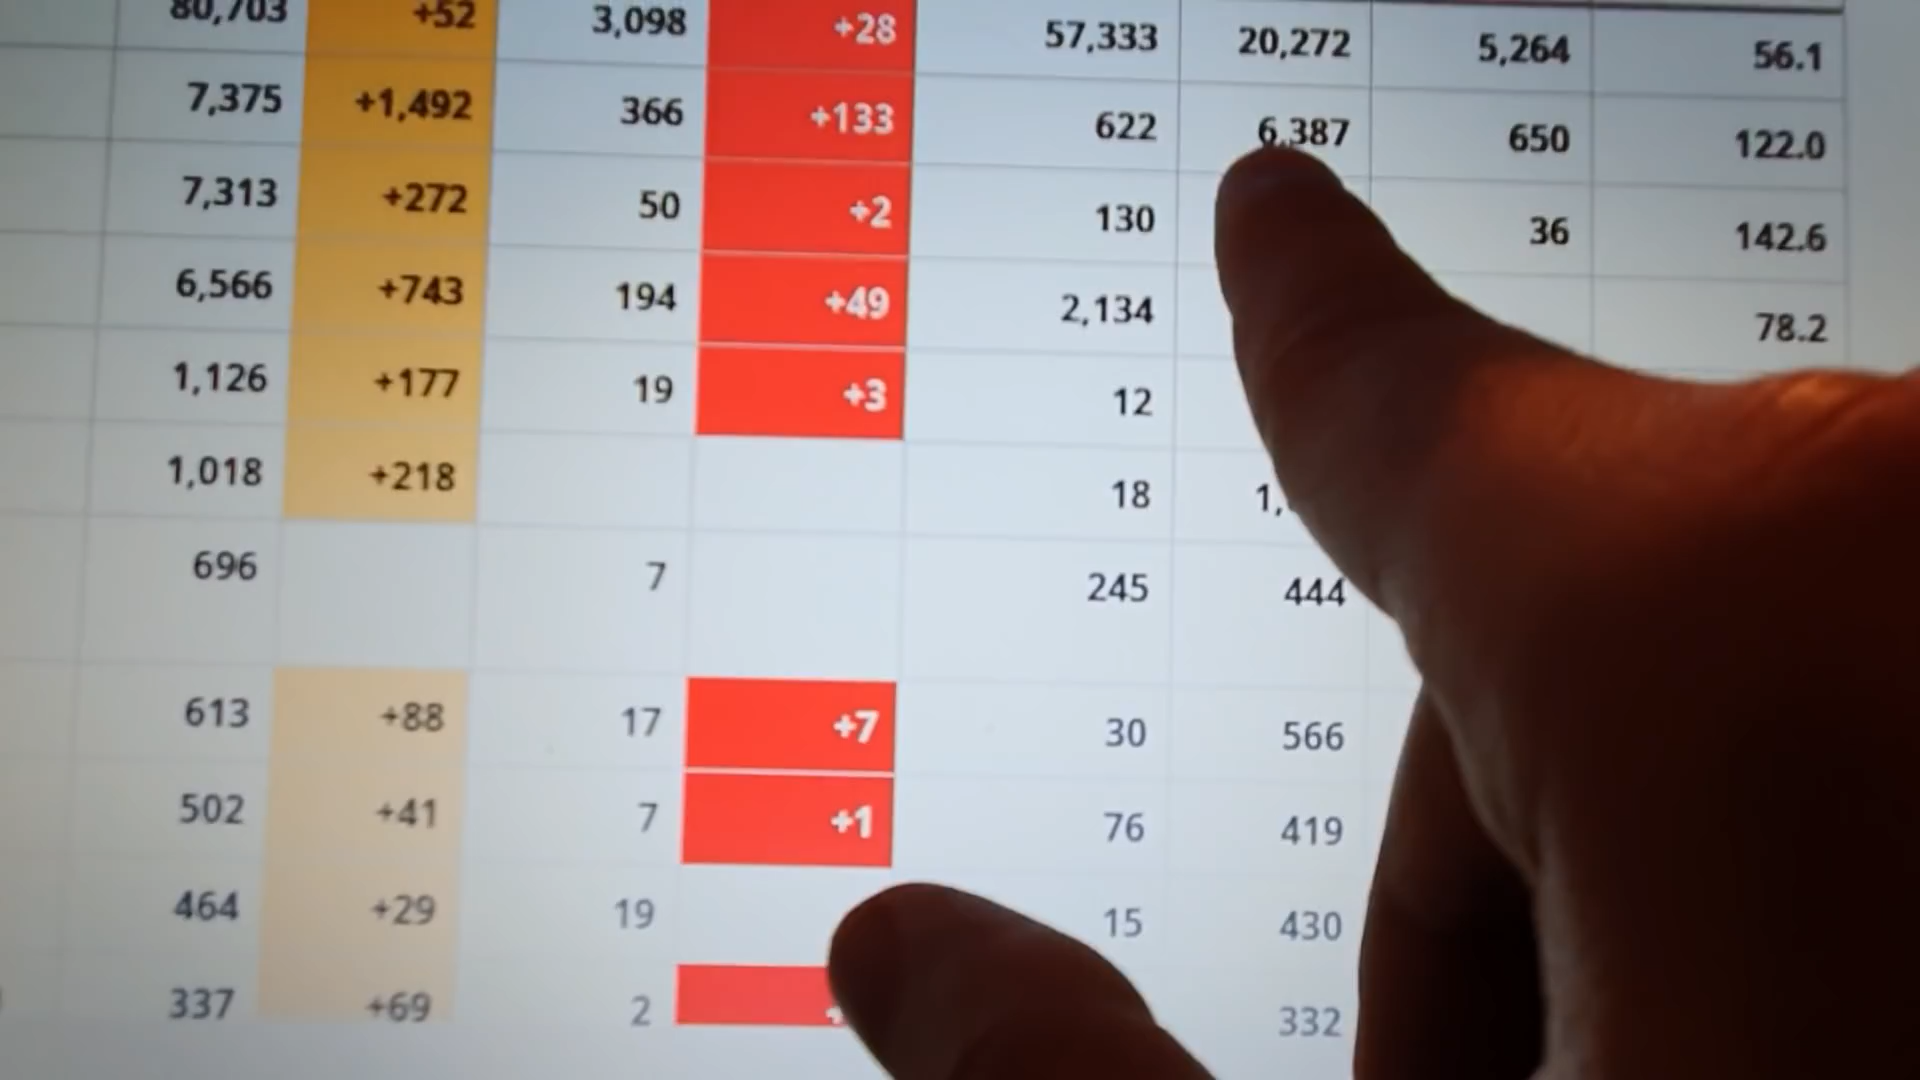 80,703 +52 3,098 +28 57,333 20,272 5,264 56.1
7,375 +1,492 366 +133 622 6,387 650 122.0
7,313 +272 50 +2 130 36 142.6
6,566 +743 194 +49 2,134 78.2
1,126 +177 19 +3 12
1,018 +218 18
696 7 245 444
613 +88 17 +7 30 566
502 +41 7 +1 76 419
464 +29 19 15 430
337 +69 2 332